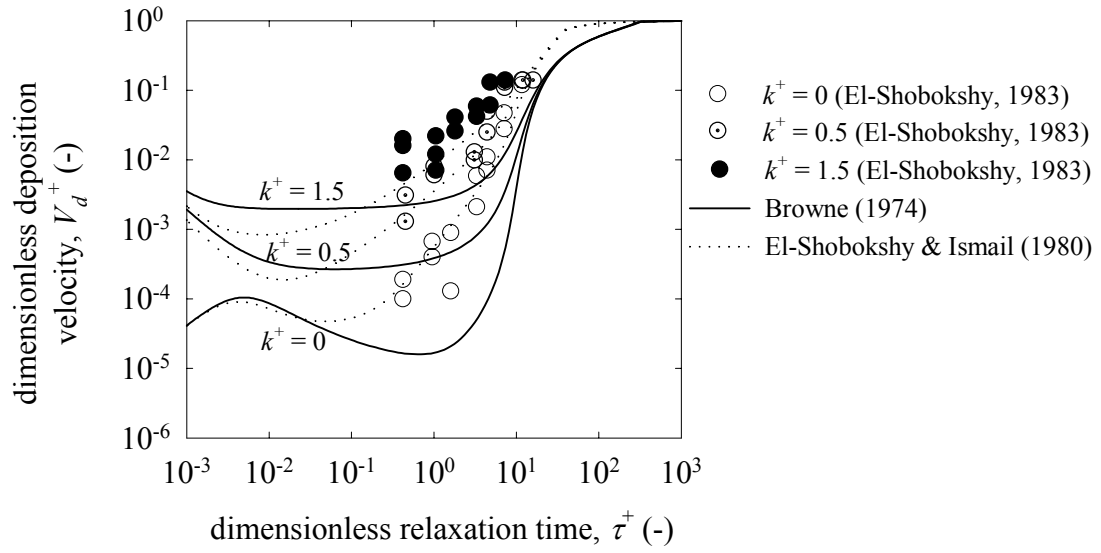 10^0
10^-1
10^-2
10^-3
10^-4
10^-5
10^-6
dimensionless deposition
velocity, V_d^+ (-)
k^+ = 1.5
k^+ = 0.5
k^+ = 0
10^-3 10^-2 10^-1 10^0 10^1 10^2 10^3
dimensionless relaxation time, τ^+ (-)
k^+ = 0 (El-Shobokshy, 1983)
k^+ = 0.5 (El-Shobokshy, 1983)
k^+ = 1.5 (El-Shobokshy, 1983)
Browne (1974)
El-Shobokshy & Ismail (1980)